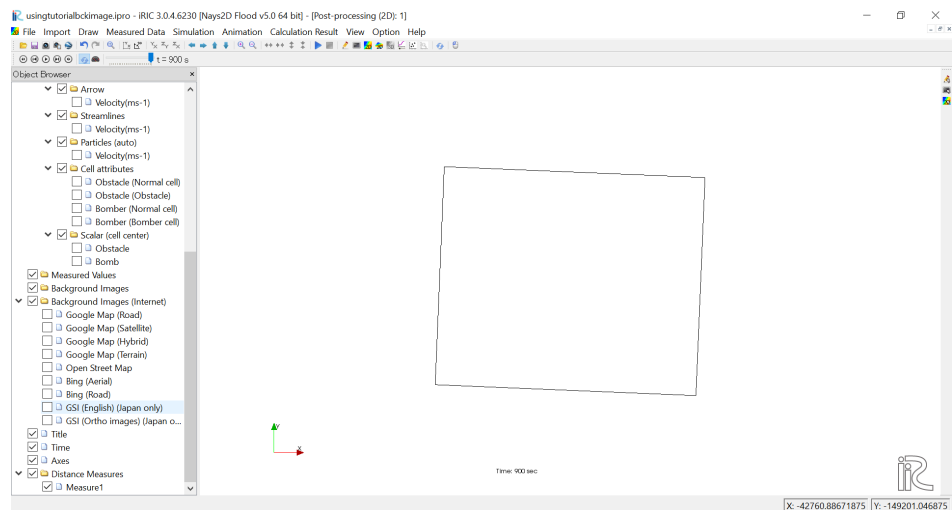 usingtutorialbckimage.ipro - iRIC 3.0.4.6230 [Nays2D Flood v5.0 64 bit] - [Post-processing (2D): 1]
File Import Draw Measured Data Simulation Animation Calculation Result View Option Help
t = 900 s
Object Browser
Arrow
Velocity(ms-1)
Streamlines
Velocity(ms-1)
Particles (auto)
Velocity(ms-1)
Cell attributes
Obstacle (Normal cell)
Obstacle (Obstacle)
Bomber (Normal cell)
Bomber (Bomber cell)
Scalar (cell center)
Obstacle
Bomb
Measured Values
Background Images
Background Images (Internet)
Google Map (Road)
Google Map (Satellite)
Google Map (Hybrid)
Google Map (Terrain)
Open Street Map
Bing (Aerial)
Bing (Road)
GSI (English) (Japan only)
GSI (Ortho images) (Japan o...
Title
Time
Axes
Distance Measures
Measure1
Y
X
Time: 900 sec
iRIC
X: -42760.88671875 Y: -149201.046875